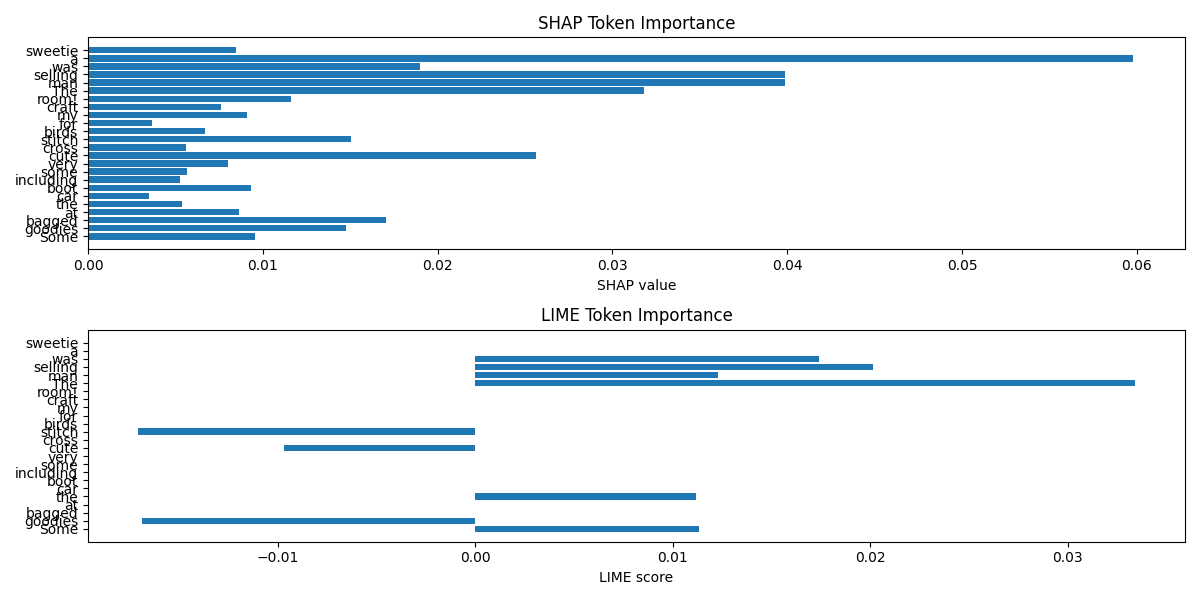 SHAP Token Importance
sweetie
a
was
selling
man
The
room!
craft
my
for
birds
stitch
cross
cute
very
some
including
boot
car
the
at
bagged
goodies
Some
0.00 0.01 0.02 0.03 0.04 0.05 0.06
SHAP value
LIME Token Importance
sweetie
a
was
selling
man
The
room!
craft
my
for
birds
stitch
cross
cute
very
some
including
boot
car
the
at
bagged
goodies
Some
−0.01 0.00 0.01 0.02 0.03
LIME score